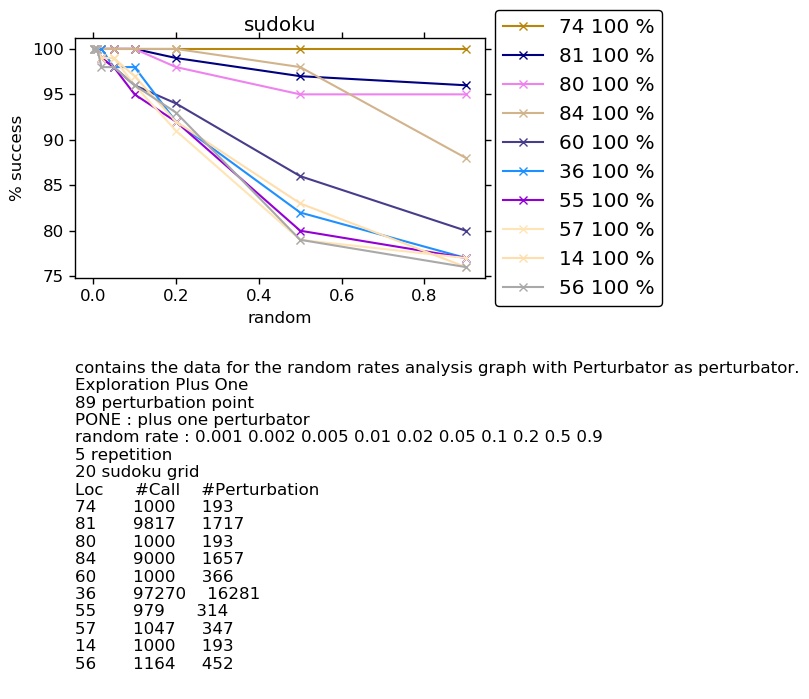 sudoku
100
95
90
85
80
75
% success
0.0
0.2
0.4
0.6
0.8
random
74 100 %
81 100 %
80 100 %
84 100 %
60 100 %
36 100 %
55 100 %
57 100 %
14 100 %
56 100 %
contains the data for the random rates analysis graph with Perturbator as perturbator.
Exploration Plus One
89 perturbation point
PONE : plus one perturbator
random rate : 0.001 0.002 0.005 0.01 0.02 0.05 0.1 0.2 0.5 0.9
5 repetition
20 sudoku grid
Loc #Call #Perturbation
74 1000 193
81 9817 1717
80 1000 193
84 9000 1657
60 1000 366
36 97270 16281
55 979 314
57 1047 347
14 1000 193
56 1164 452